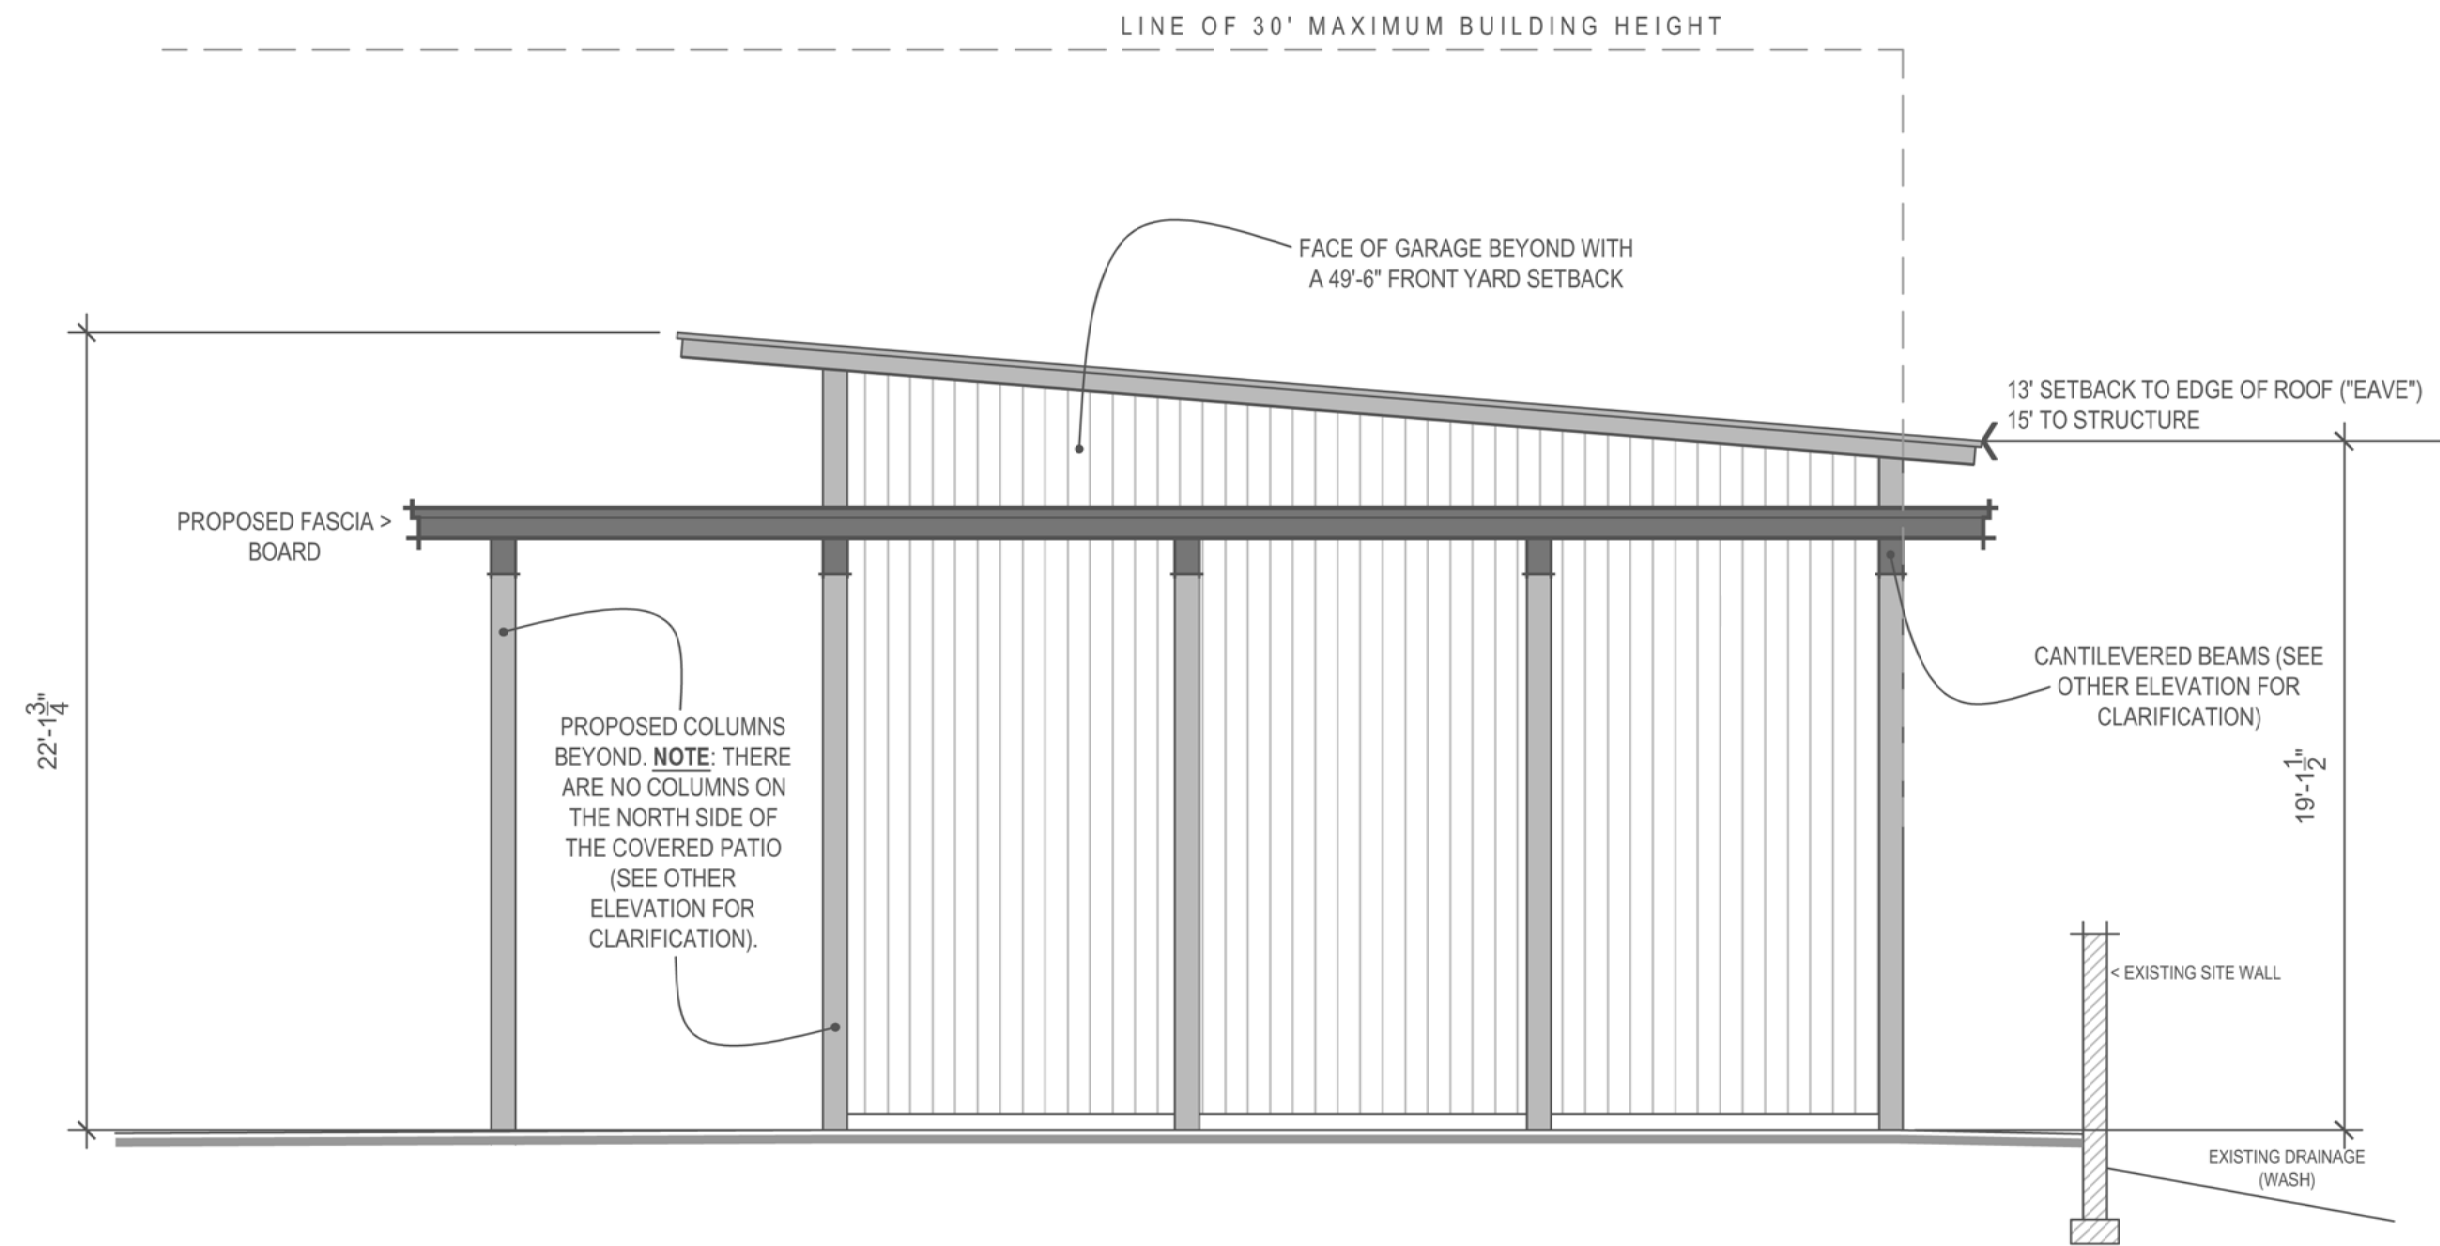 LINE OF 30' MAXIMUM BUILDING HEIGHT
FACE OF GARAGE BEYOND WITH
A 49'-6" FRONT YARD SETBACK
13' SETBACK TO EDGE OF ROOF ("EAVE")
15' TO STRUCTURE
PROPOSED FASCIA >
BOARD
22'-1 3/4"
PROPOSED COLUMNS
BEYOND. NOTE: THERE
ARE NO COLUMNS ON
THE NORTH SIDE OF
THE COVERED PATIO
(SEE OTHER
ELEVATION FOR
CLARIFICATION).
CANTILEVERED BEAMS (SEE
OTHER ELEVATION FOR
CLARIFICATION)
19'-1 1/2"
< EXISTING SITE WALL
EXISTING DRAINAGE
(WASH)